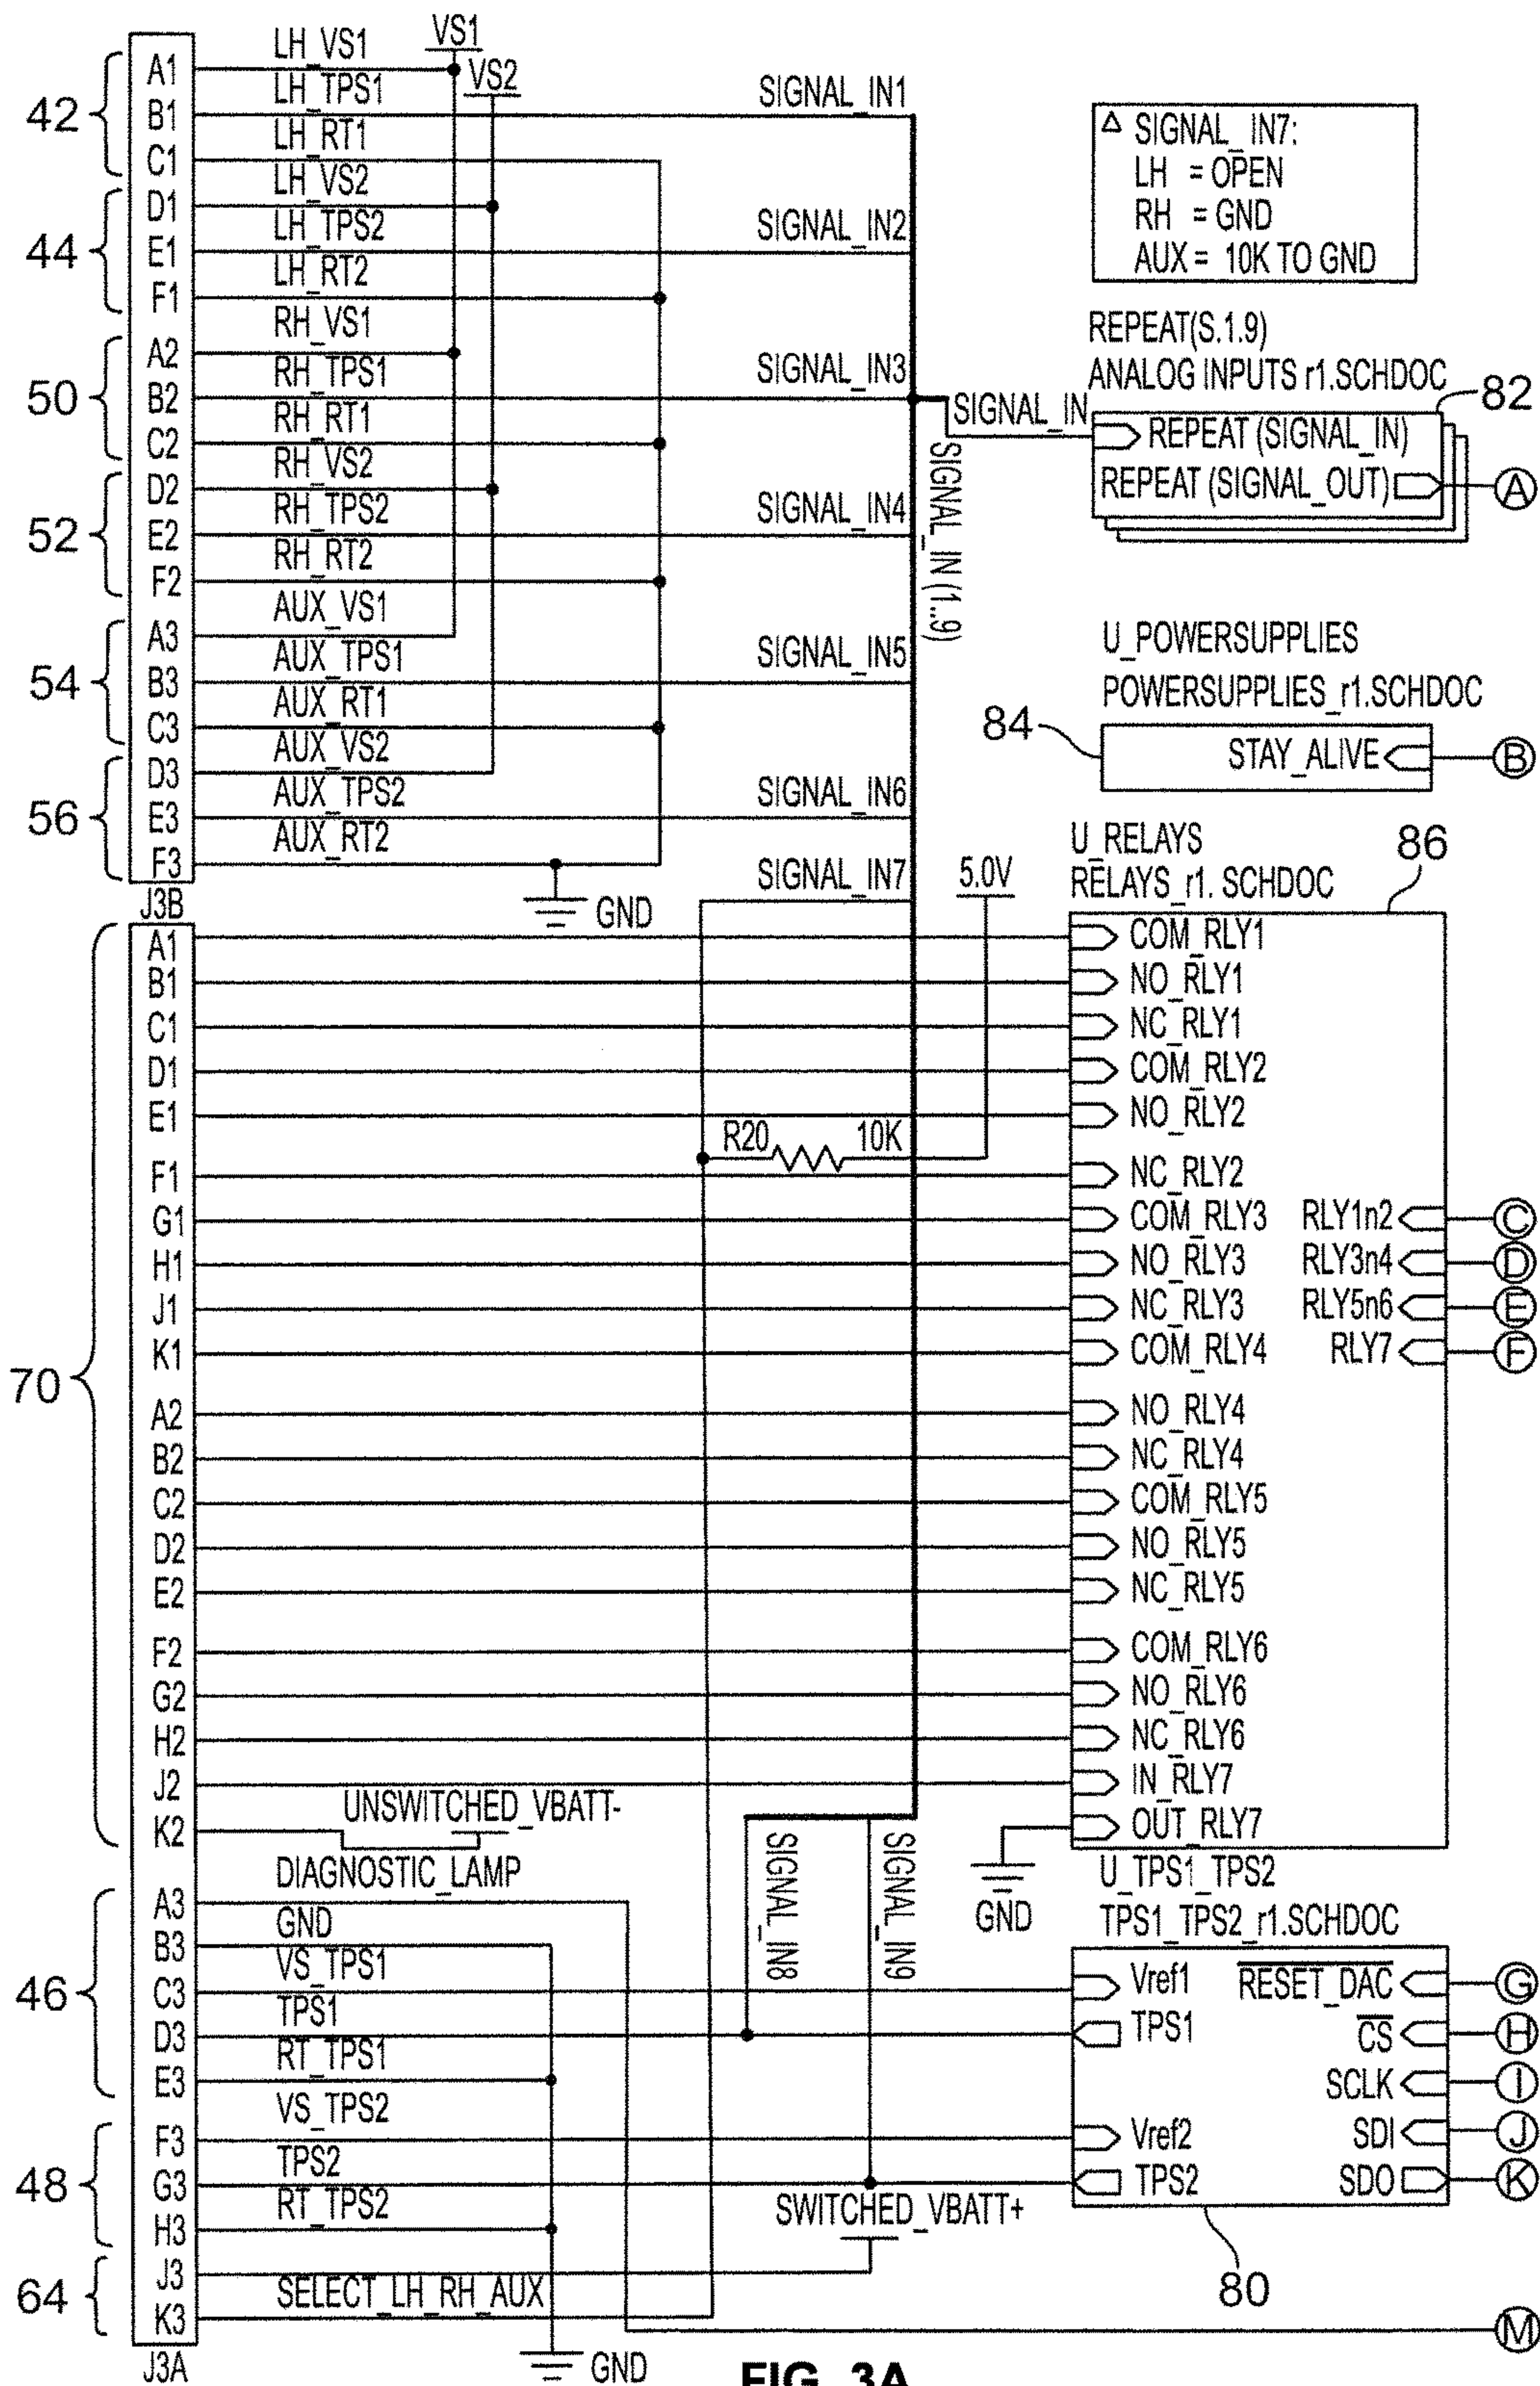 VS1
LH_VS1
A1
VS2
LH_TPS1
SIGNAL_IN1
42
B1
LH_RT1
C1
LH_VS2
D1
LH_TPS2
SIGNAL_IN2
44
E1
LH_RT2
F1
RH_VS1
A2
RH_TPS1
SIGNAL_IN3
50
B2
RH_RT1
C2
RH_VS2
D2
RH_TPS2
SIGNAL_IN4
52
E2
RH_RT2
F2
AUX_VS1
A3
AUX_TPS1
SIGNAL_IN5
54
B3
AUX_RT1
C3
AUX_VS2
D3
AUX_TPS2
SIGNAL_IN6
56
E3
AUX_RT2
F3
J3B
GND
SIGNAL_IN7
5.0V
SIGNAL_IN (1..9)
SIGNAL_IN
Δ SIGNAL_IN7:
LH = OPEN
RH = GND
AUX = 10K TO GND
REPEAT(S.1.9)
ANALOG INPUTS r1.SCHDOC
82
REPEAT (SIGNAL_IN)
REPEAT (SIGNAL_OUT)
A
U_POWERSUPPLIES
POWERSUPPLIES_r1.SCHDOC
84
STAY_ALIVE
B
U_RELAYS
RELAYS_r1. SCHDOC
86
70
A1
COM_RLY1
B1
NO_RLY1
C1
NC_RLY1
D1
COM_RLY2
E1
NO_RLY2
R20
10K
F1
NC_RLY2
G1
COM_RLY3
RLY1n2
C
H1
NO_RLY3
RLY3n4
D
J1
NC_RLY3
RLY5n6
E
K1
COM_RLY4
RLY7
F
A2
NO_RLY4
B2
NC_RLY4
C2
COM_RLY5
D2
NO_RLY5
E2
NC_RLY5
F2
COM_RLY6
G2
NO_RLY6
H2
NC_RLY6
J2
IN_RLY7
UNSWITCHED_VBATT-
K2
OUT_RLY7
GND
SIGNAL_IN8
SIGNAL_IN9
U_TPS1_TPS2
TPS1_TPS2_r1.SCHDOC
DIAGNOSTIC_LAMP
A3
GND
B3
VS_TPS1
46
C3
Vref1
RESET_DAC
G
TPS1
D3
TPS1
CS
H
RT_TPS1
E3
SCLK
I
VS_TPS2
F3
Vref2
SDI
J
TPS2
48
G3
TPS2
SDO
K
RT_TPS2
SWITCHED_VBATT+
H3
J3
80
64
SELECT_LH_RH_AUX
K3
M
J3A
GND
FIG. 3A